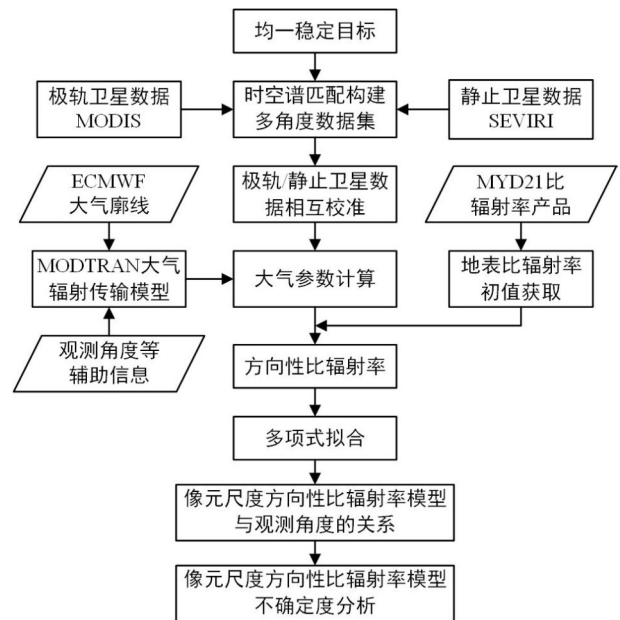 均一稳定目标
极轨卫星数据
MODIS
时空谱匹配构建
多角度数据集
静止卫星数据
SEVIRI
ECMWF
大气廓线
极轨/静止卫星数
据相互校准
MYD21比
辐射率产品
MODTRAN大气
辐射传输模型
大气参数计算
地表比辐射率
初值获取
观测角度等
辅助信息
方向性比辐射率
多项式拟合
像元尺度方向性比辐射率模型
与观测角度的关系
像元尺度方向性比辐射率模型
不确定度分析